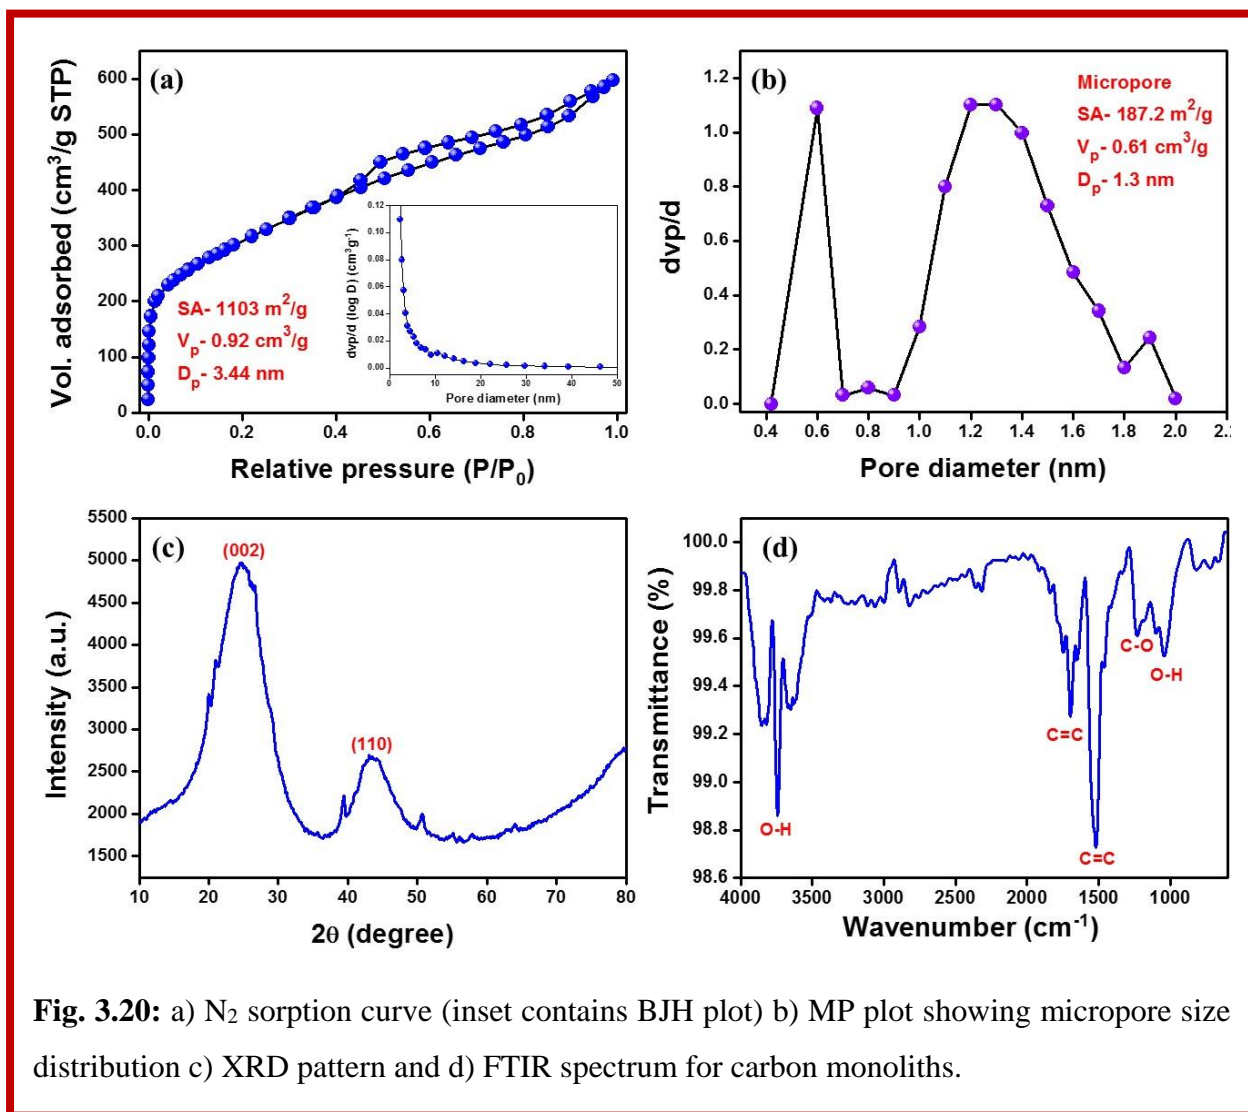 (a)
Vol. adsorbed (cm³/g STP)
600
500
400
300
200
100
0
0.0 0.2 0.4 0.6 0.8 1.0
Relative pressure (P/P₀)
SA- 1103 m²/g
Vₚ- 0.92 cm³/g
Dₚ- 3.44 nm
dvp/d (log D) (cm³g⁻¹)
0.12
0.10
0.08
0.06
0.04
0.02
0.00
0 10 20 30 40 50
Pore diameter (nm)
(b)
dvp/d
1.2
1.0
0.8
0.6
0.4
0.2
0.0
0.4 0.6 0.8 1.0 1.2 1.4 1.6 1.8 2.0 2.2
Pore diameter (nm)
Micropore
SA- 187.2 m²/g
Vₚ- 0.61 cm³/g
Dₚ- 1.3 nm
(c)
Intensity (a.u.)
5500
5000
4500
4000
3500
3000
2500
2000
1500
10 20 30 40 50 60 70 80
2θ (degree)
(002)
(110)
(d)
Transmittance (%)
100.0
99.8
99.6
99.4
99.2
99.0
98.8
98.6
4000 3500 3000 2500 2000 1500 1000
Wavenumber (cm⁻¹)
O-H
C=C
C=C
C-O
O-H
Fig. 3.20: a) N₂ sorption curve (inset contains BJH plot) b) MP plot showing micropore size
distribution c) XRD pattern and d) FTIR spectrum for carbon monoliths.